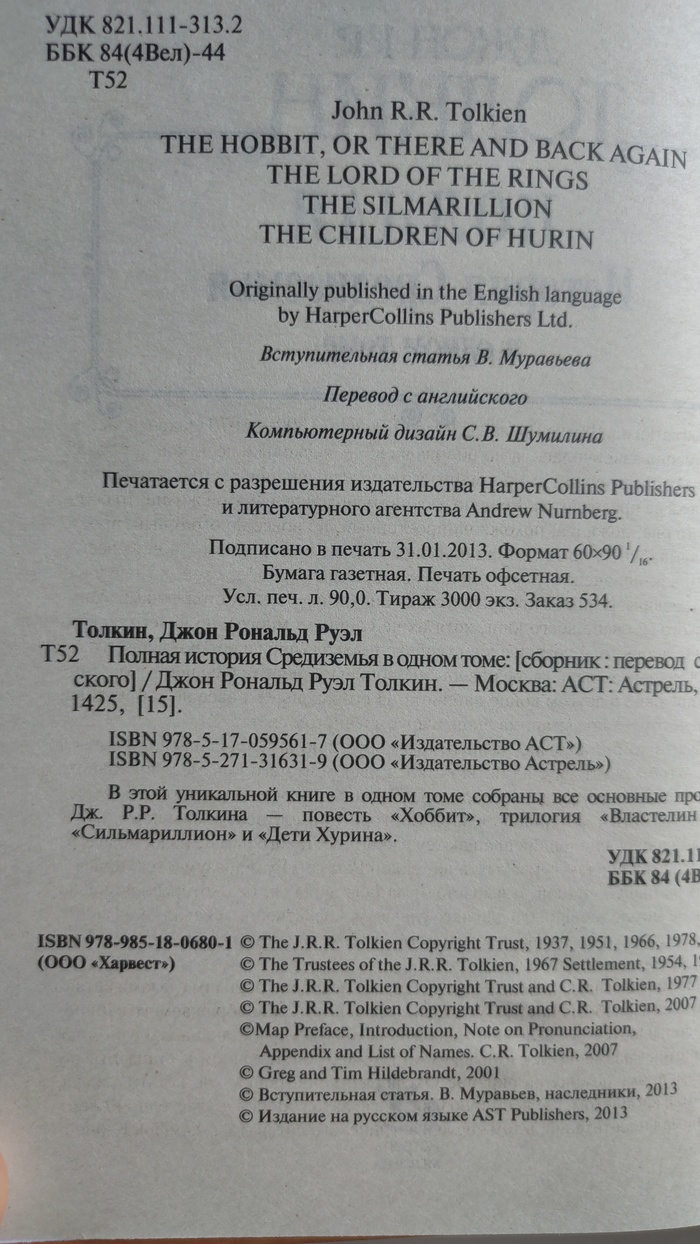 УДК 821.111-313.2
ББК 84(4Вел)-44
Т52
John R.R. Tolkien
THE HOBBIT, OR THERE AND BACK AGAIN
THE LORD OF THE RINGS
THE SILMARILLION
THE CHILDREN OF HURIN
Originally published in the English language
by HarperCollins Publishers Ltd.
Вступительная статья В. Муравьева
Перевод с английского
Компьютерный дизайн С.В. Шумилина
Печатается с разрешения издательства HarperCollins Publishers
и литературного агентства Andrew Nurnberg.
Подписано в печать 31.01.2013. Формат 60×90 1/16.
Бумага газетная. Печать офсетная.
Усл. печ. л. 90,0. Тираж 3000 экз. Заказ 534.
Толкин, Джон Рональд Руэл
Т52 Полная история Средиземья в одном томе: [сборник : перевод с
ского] / Джон Рональд Руэл Толкин. — Москва: АСТ: Астрель,
1425, [15].
ISBN 978-5-17-059561-7 (ООО «Издательство АСТ»)
ISBN 978-5-271-31631-9 (ООО «Издательство Астрель»)
В этой уникальной книге в одном томе собраны все основные про
Дж. Р.Р. Толкина — повесть «Хоббит», трилогия «Властелин
«Сильмариллион» и «Дети Хурина».
УДК 821.11
ББК 84 (4В
ISBN 978-985-18-0680-1 © The J.R.R. Tolkien Copyright Trust, 1937, 1951, 1966, 1978,
(ООО «Харвест») © The Trustees of the J.R.R. Tolkien, 1967 Settlement, 1954, 1
© The J.R.R. Tolkien Copyright Trust and C.R. Tolkien, 1977
© The J.R.R. Tolkien Copyright Trust and C.R. Tolkien, 2007
©Map Preface, Introduction, Note on Pronunciation,
Appendix and List of Names. C.R. Tolkien, 2007
© Greg and Tim Hildebrandt, 2001
© Вступительная статья. В. Муравьев, наследники, 2013
© Издание на русском языке AST Publishers, 2013